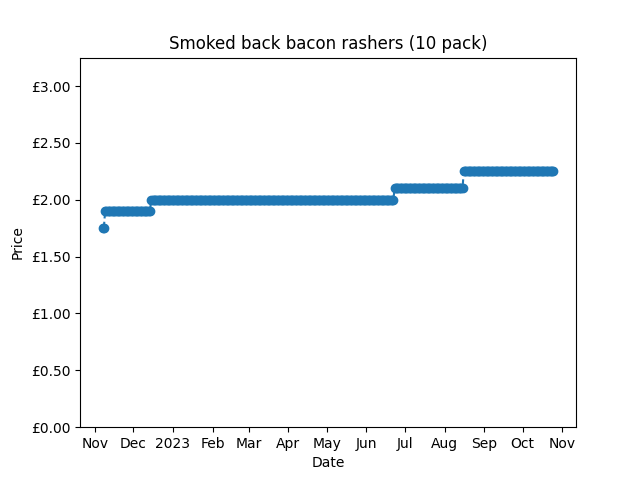 Smoked back bacon rashers (10 pack)
£3.00
£2.50
£2.00
£1.50
£1.00
£0.50
£0.00
Price
Nov Dec 2023 Feb Mar Apr May Jun Jul Aug Sep Oct Nov
Date